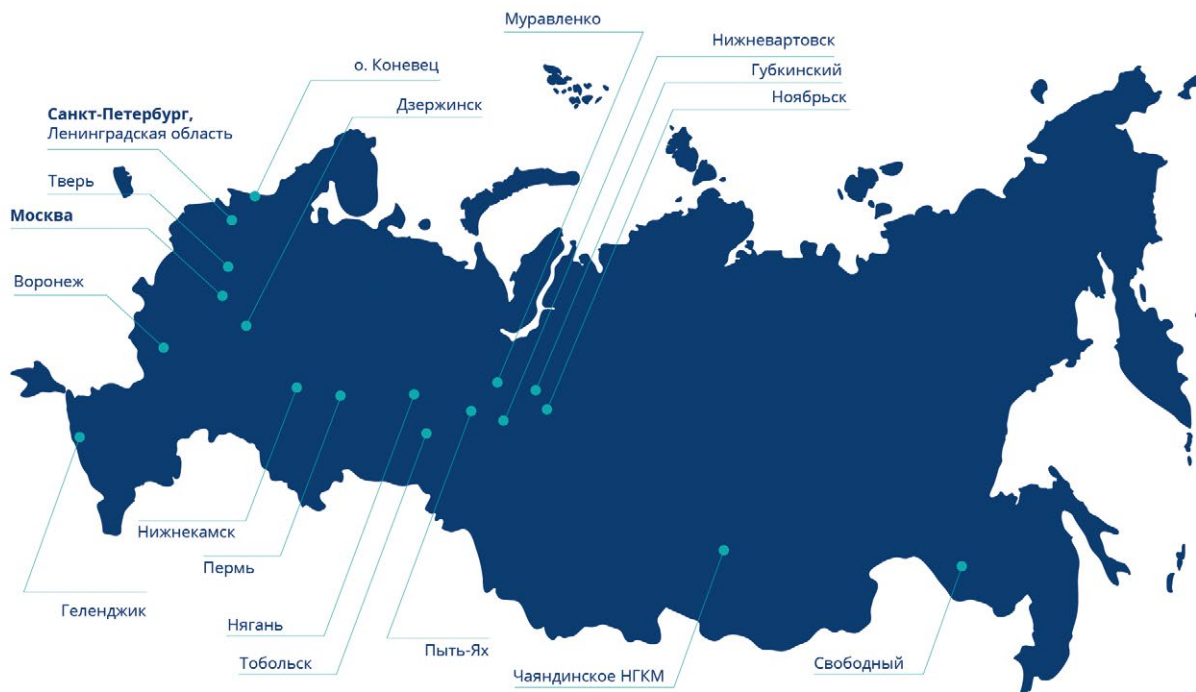 Муравленко
Нижневартовск
о. Коневец
Губкинский
Дзержинск
Ноябрьск
Санкт-Петербург,
Ленинградская область
Тверь
Москва
Воронеж
Нижнекамск
Пермь
Геленджик
Нягань
Пыть-Ях
Тобольск
Чаяндинское НГКМ
Свободный